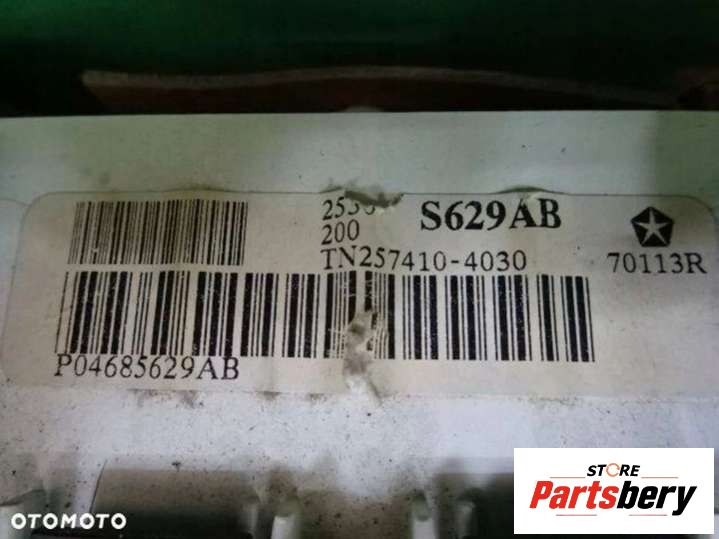 S629AB
200
TN257410-4030
70113R
P04685629AB
OTOMOTO
STORE
Partsbery